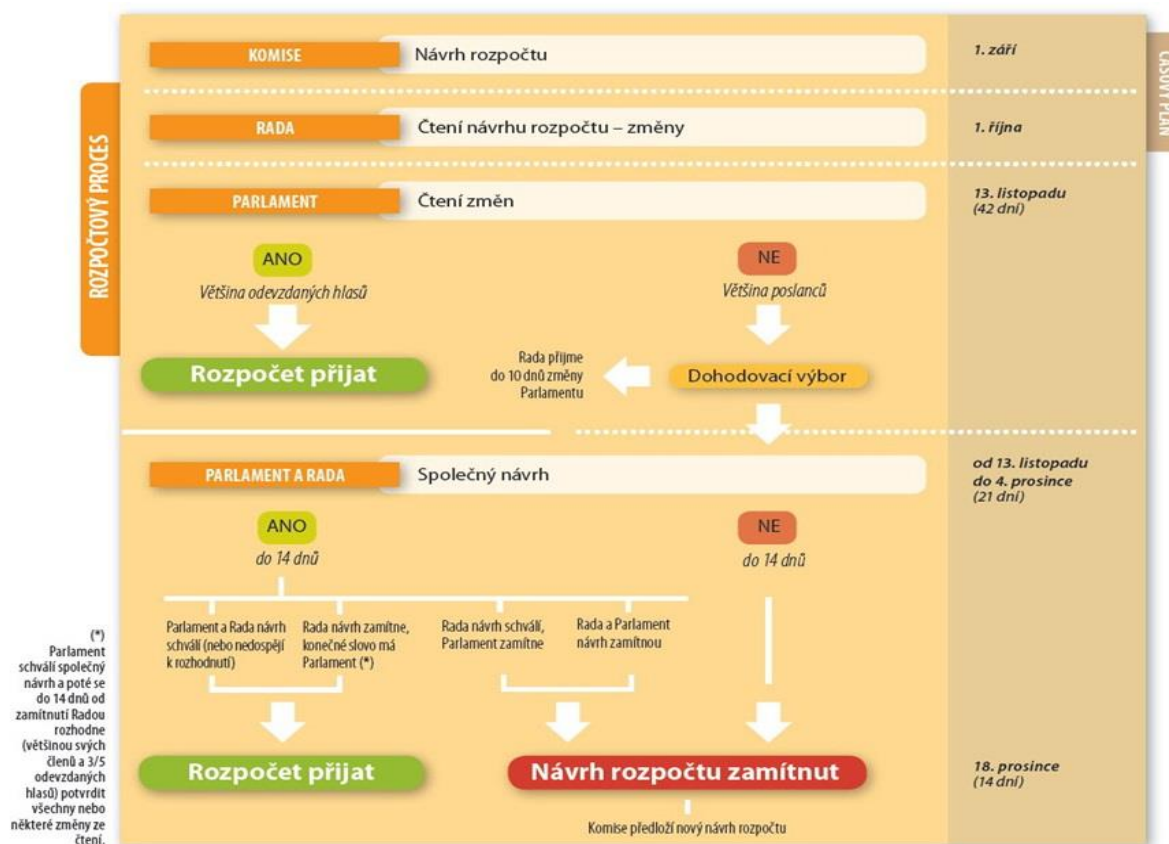 ČASOVÝ PLÁN
ROZPOČTOVÝ PROCES
KOMISE
Návrh rozpočtu
1. září
RADA
Čtení návrhu rozpočtu – změny
1. října
PARLAMENT
Čtení změn
13. listopadu
(42 dní)
ANO
Většina odevzdaných hlasů
NE
Většina poslanců
Rozpočet přijat
Rada přijme
do 10 dnů změny
Parlamentu
Dohodovací výbor
PARLAMENT A RADA
Společný návrh
od 13. listopadu
do 4. prosince
(21 dní)
ANO
do 14 dnů
NE
do 14 dnů
Parlament a Rada návrh
schválí (nebo nedospějí
k rozhodnutí)
Rada návrh zamítne,
konečné slovo má
Parlament (*)
Rada návrh schválí,
Parlament zamítne
Rada a Parlament
návrh zamítnou
(*)
Parlament
schválí společný
návrh a poté se
do 14 dnů od
zamítnutí Radou
rozhodne
(většinou svých
členů a 3/5
odevzdaných
hlasů) potvrdit
všechny nebo
některé změny ze
čtení.
Rozpočet přijat
Návrh rozpočtu zamítnut
18. prosince
(14 dní)
Komise předloží nový návrh rozpočtu